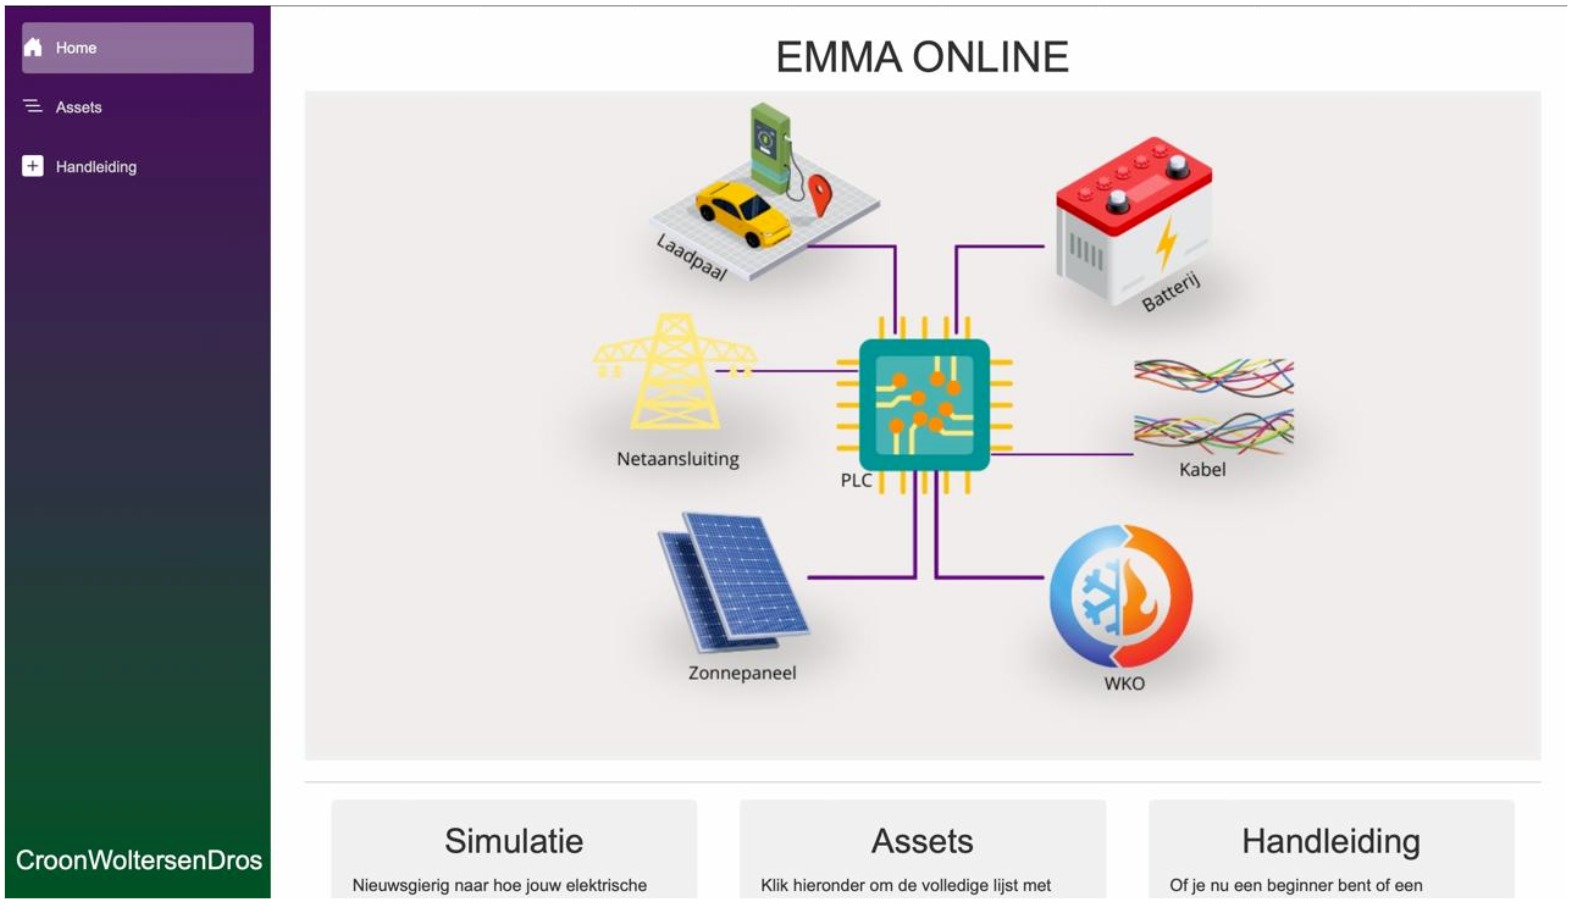 Home
Assets
Handleiding
CroonWoltersenDros
EMMA ONLINE
Laadpaal
Batterij
Netaansluiting
PLC
Kabel
Zonnepaneel
WKO
Simulatie
Nieuwsgierig naar hoe jouw elektrische
Assets
Klik hieronder om de volledige lijst met
Handleiding
Of je nu een beginner bent of een